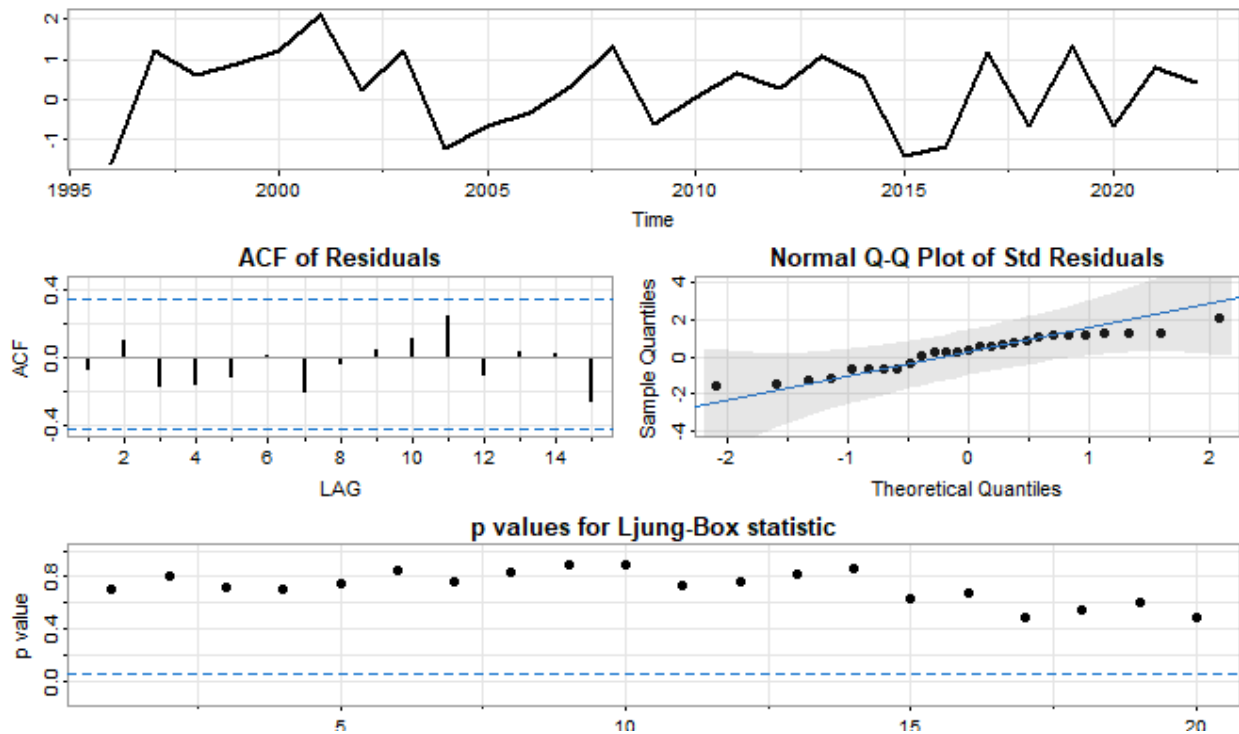 2
1
0
-1
1995 2000 2005 2010 2015 2020
Time
ACF of Residuals
ACF
0.4
0.0
-0.4
2 4 6 8 10 12 14
LAG
Normal Q-Q Plot of Std Residuals
Sample Quantiles
4
2
0
-2
-4
-2 -1 0 1 2
Theoretical Quantiles
p values for Ljung-Box statistic
p value
0.8
0.4
0.0
5 10 15 20